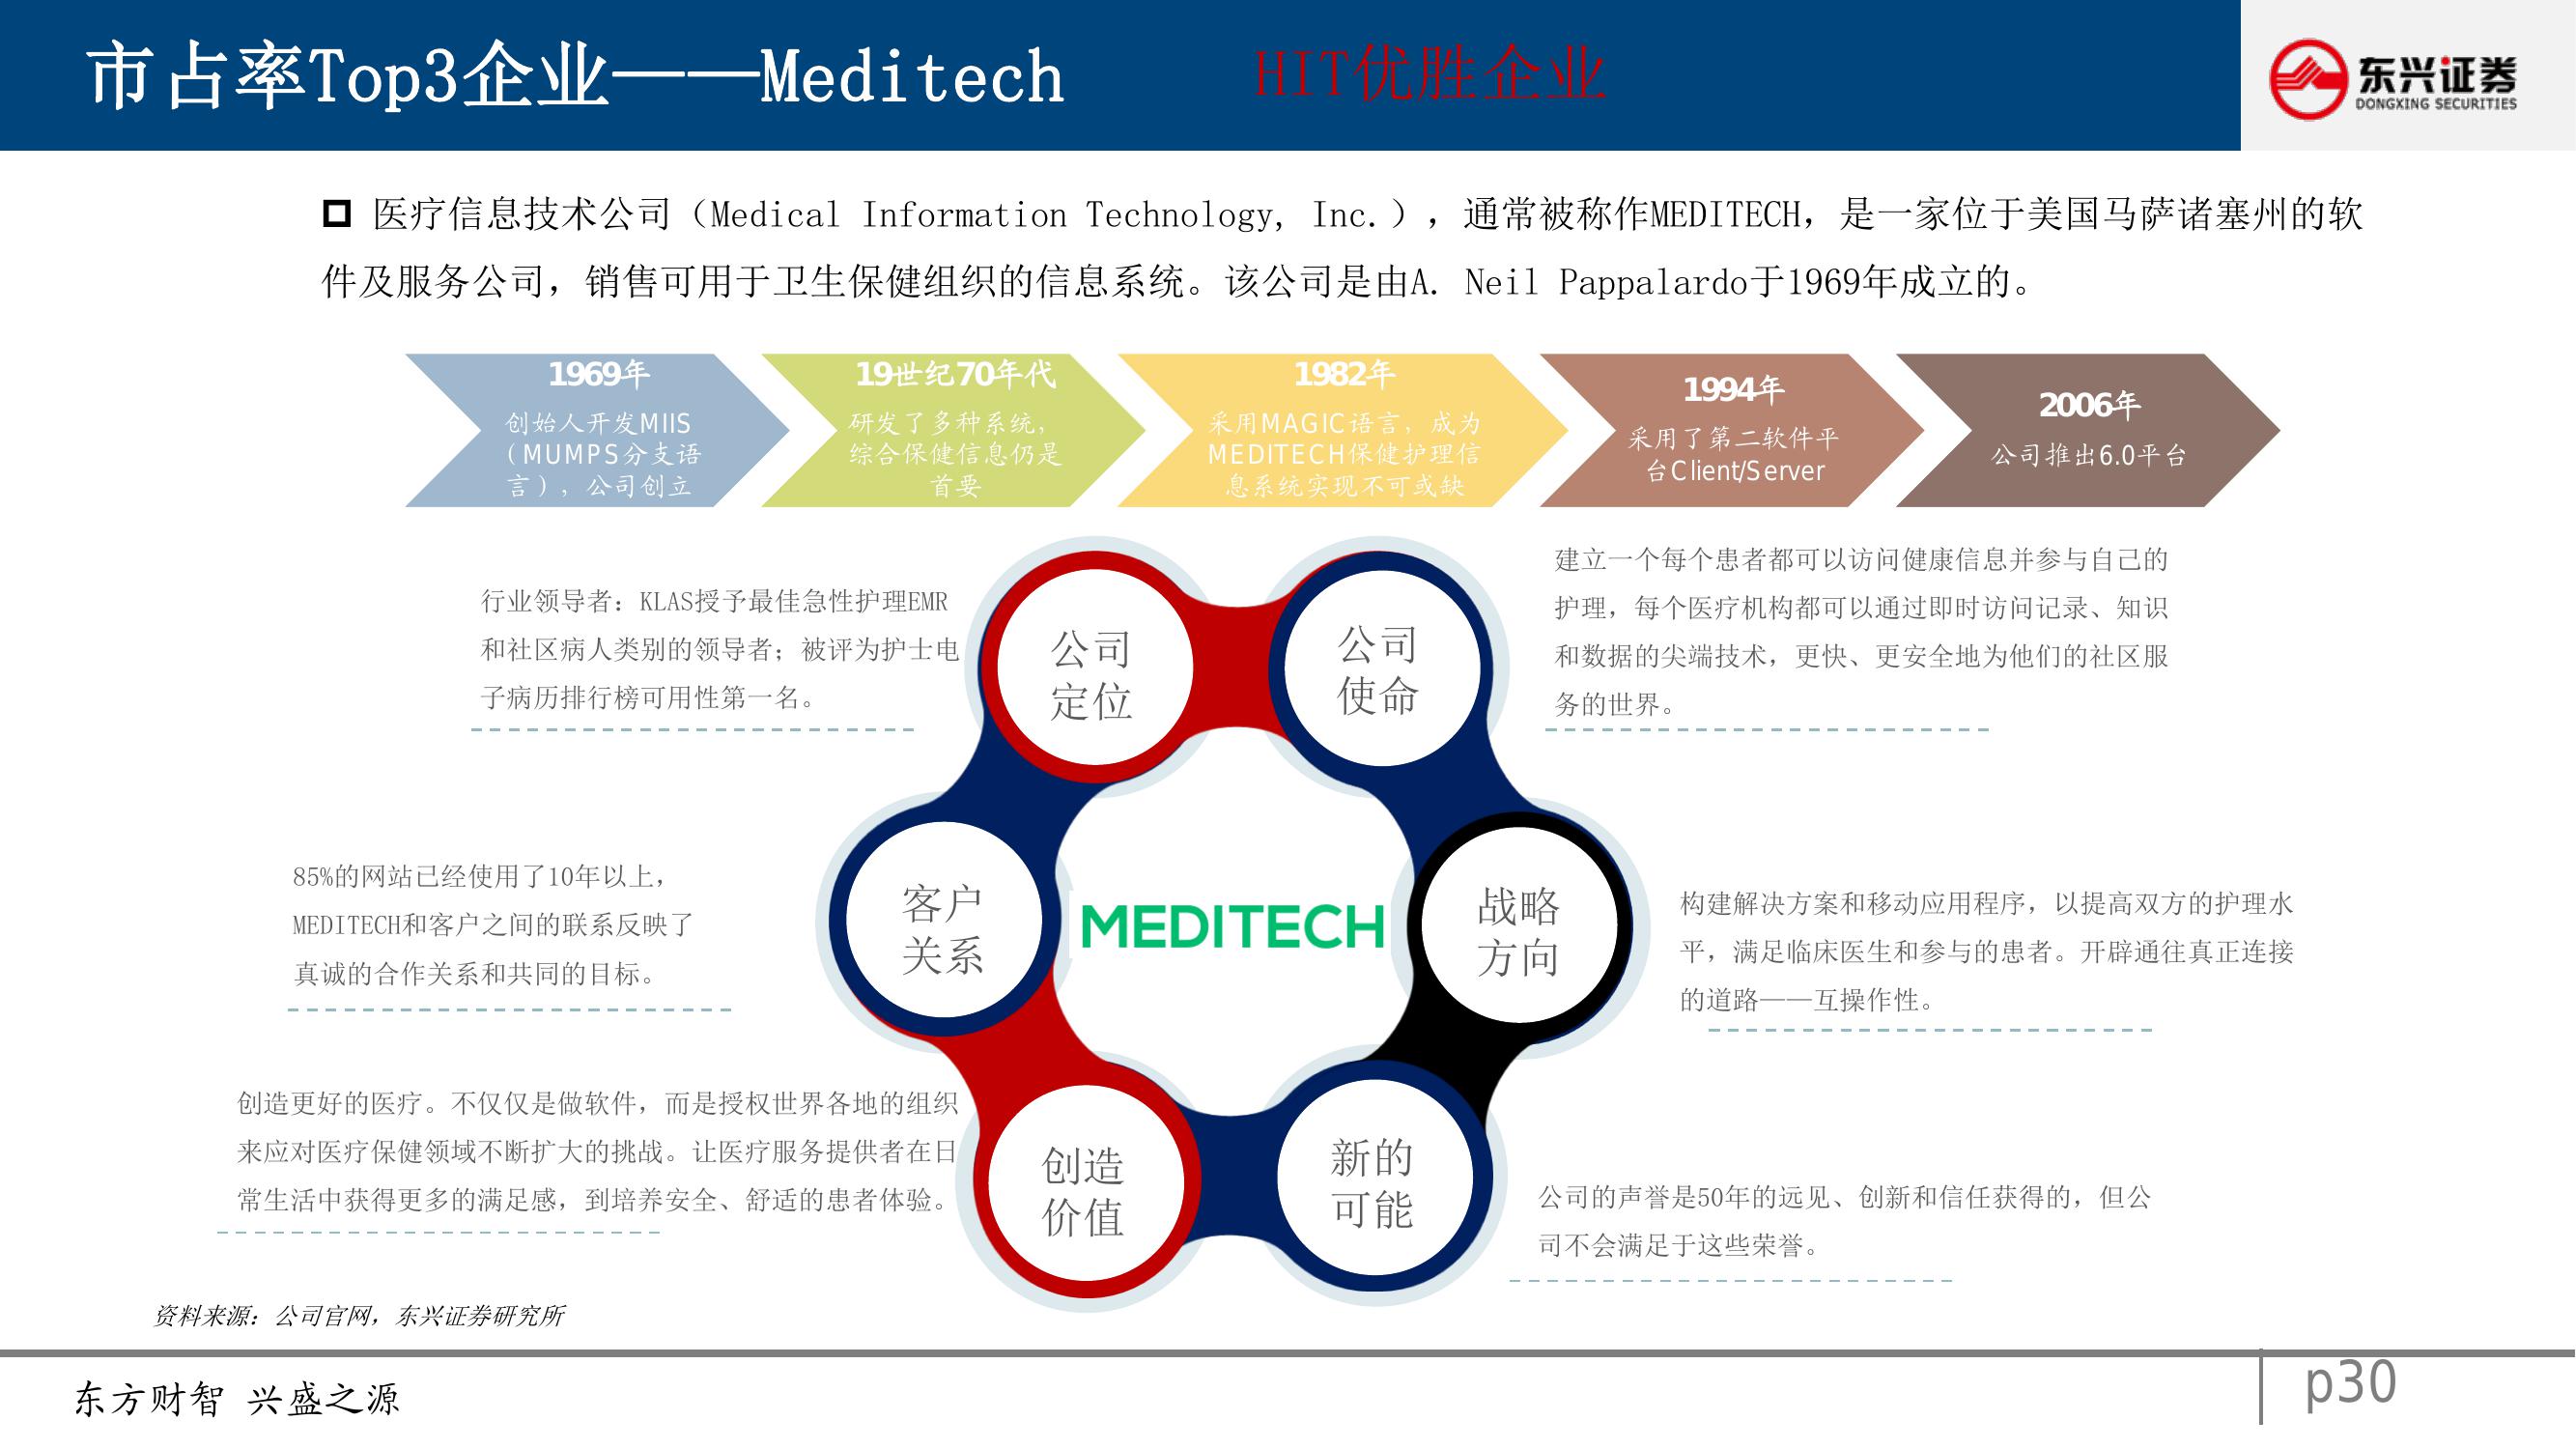 市占率Top3企业——Meditech
HIT优胜企业
东兴证券
DONGXING SECURITIES
医疗信息技术公司（Medical Information Technology, Inc.），通常被称作MEDITECH，是一家位于美国马萨诸塞州的软
件及服务公司，销售可用于卫生保健组织的信息系统。该公司是由A. Neil Pappalardo于1969年成立的。
1969年
创始人开发MIIS
（MUMPS分支语
言），公司创立
19世纪70年代
研发了多种系统，
综合保健信息仍是
首要
1982年
采用MAGIC语言，成为
MEDITECH保健护理信
息系统实现不可或缺
1994年
采用了第二软件平
台Client/Server
2006年
公司推出6.0平台
行业领导者：KLAS授予最佳急性护理EMR
和社区病人类别的领导者；被评为护士电
子病历排行榜可用性第一名。
公司
定位
公司
使命
建立一个每个患者都可以访问健康信息并参与自己的
护理，每个医疗机构都可以通过即时访问记录、知识
和数据的尖端技术，更快、更安全地为他们的社区服
务的世界。
85%的网站已经使用了10年以上，
MEDITECH和客户之间的联系反映了
真诚的合作关系和共同的目标。
客户
关系
MEDITECH
战略
方向
构建解决方案和移动应用程序，以提高双方的护理水
平，满足临床医生和参与的患者。开辟通往真正连接
的道路——互操作性。
创造更好的医疗。不仅仅是做软件，而是授权世界各地的组织
来应对医疗保健领域不断扩大的挑战。让医疗服务提供者在日
常生活中获得更多的满足感，到培养安全、舒适的患者体验。
创造
价值
新的
可能
公司的声誉是50年的远见、创新和信任获得的，但公
司不会满足于这些荣誉。
资料来源：公司官网，东兴证券研究所
东方财智 兴盛之源
p30